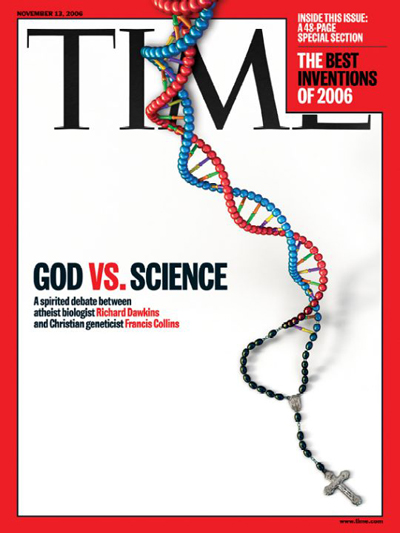 NOVEMBER 13, 2006
TIME
INSIDE THIS ISSUE:
A 48-PAGE
SPECIAL SECTION
THE BEST
INVENTIONS
OF 2006
GOD VS. SCIENCE
A spirited debate between
atheist biologist Richard Dawkins
and Christian geneticist Francis Collins
www.time.com